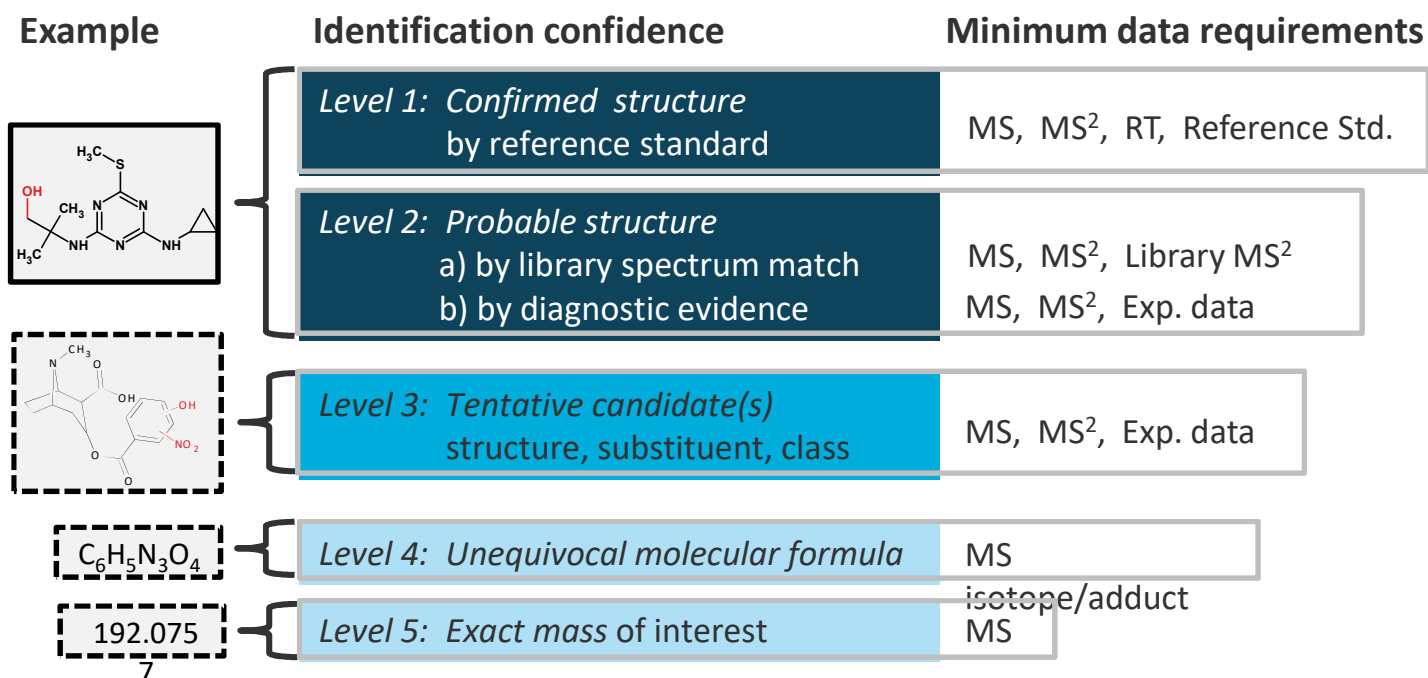 Example Identification confidence Minimum data requirements
Level 1: Confirmed structure
by reference standard
MS, MS², RT, Reference Std.
H₃C
S
OH
CH₃
N N
H₃C
NH N NH
CH₃
Level 2: Probable structure
a) by library spectrum match
b) by diagnostic evidence
MS, MS², Library MS²
MS, MS², Exp. data
CH₃
N O
OH
OH
NO₂
O
O
Level 3: Tentative candidate(s)
structure, substituent, class
MS, MS², Exp. data
C₆H₅N₃O₄
Level 4: Unequivocal molecular formula
MS
isotope/adduct
192.075
7
Level 5: Exact mass of interest
MS